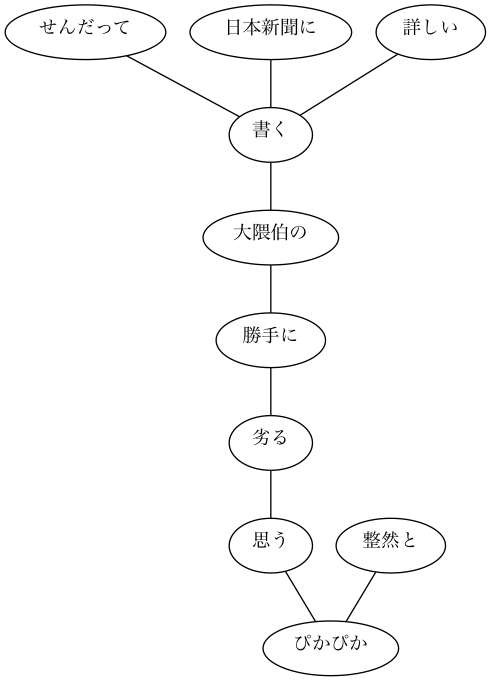 せんだって
日本新聞に
詳しい
書く
大隈伯の
勝手に
劣る
思う
整然と
ぴかぴか